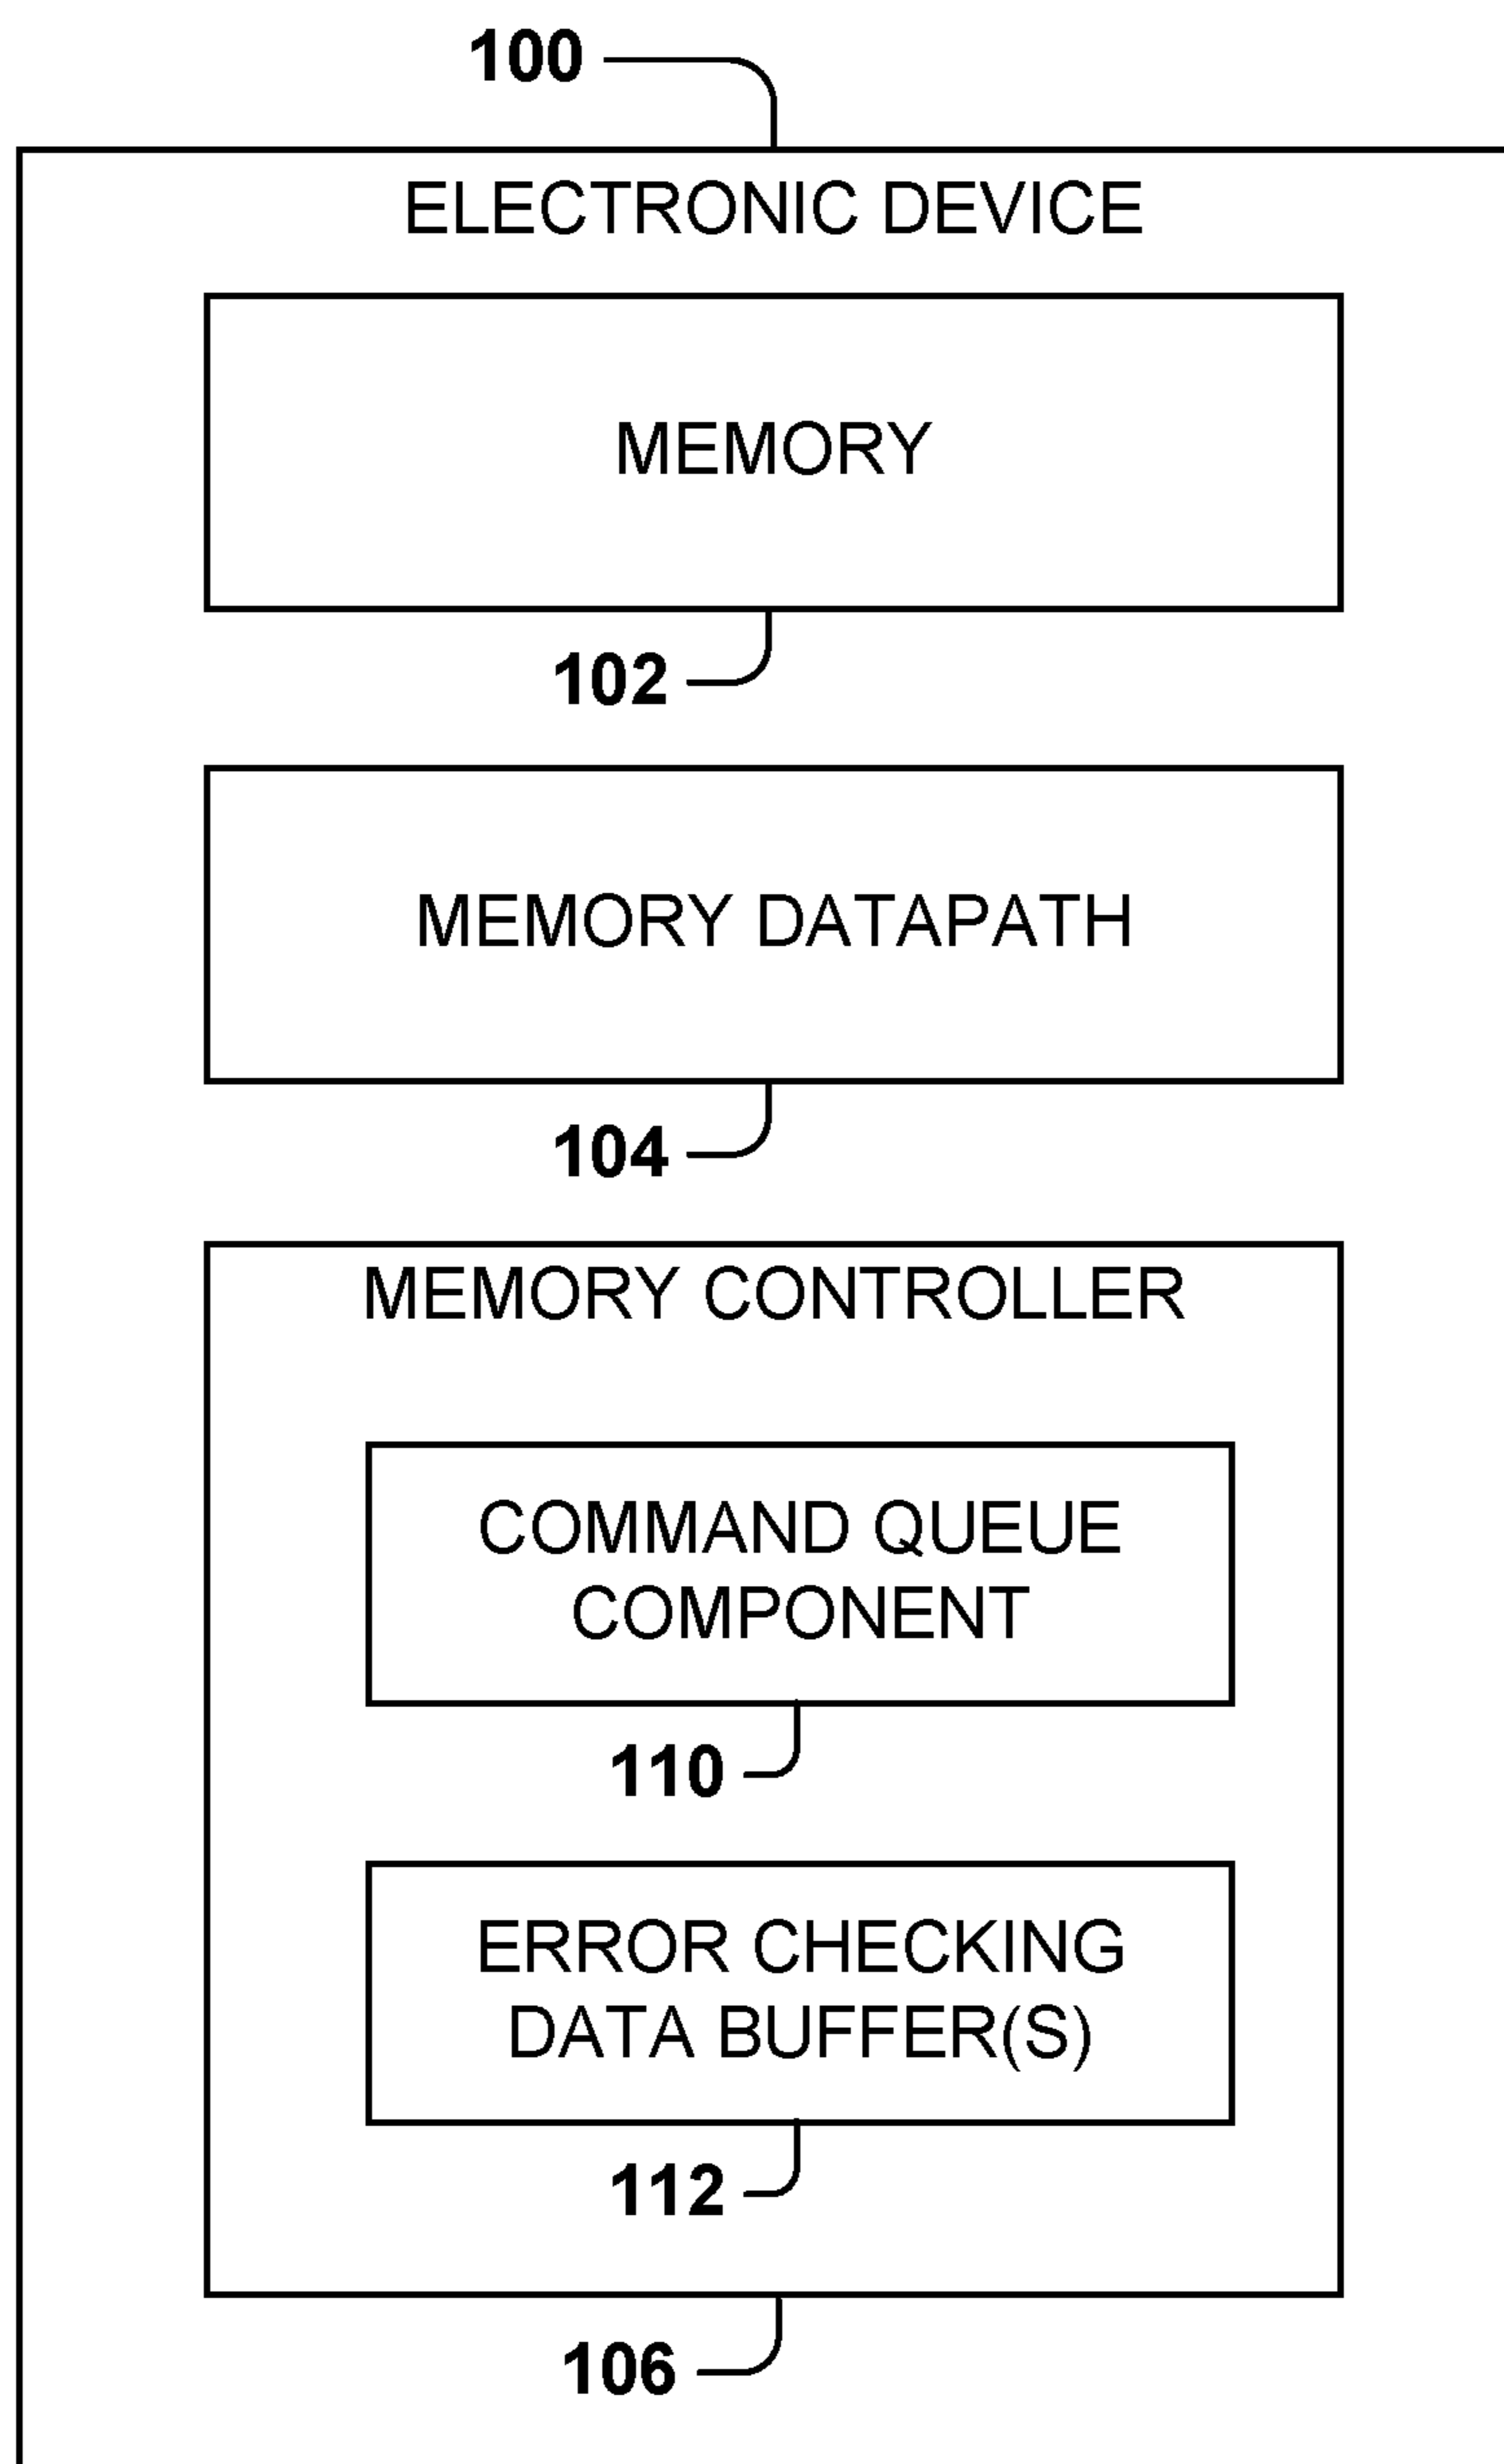 100
ELECTRONIC DEVICE
MEMORY
102
MEMORY DATAPATH
104
MEMORY CONTROLLER
COMMAND QUEUE
COMPONENT
110
ERROR CHECKING
DATA BUFFER(S)
112
106